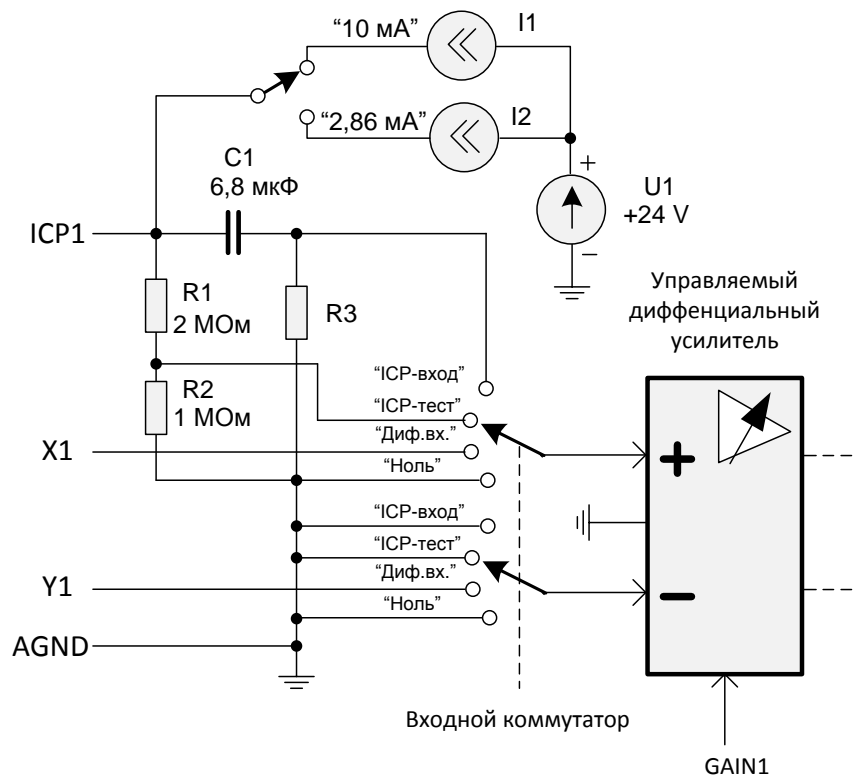 “10 мА”
I1
“2,86 мА”
I2
C1
6,8 мкФ
+
U1
+24 V
−
ICP1
R1
2 МОм
R3
R2
1 МОм
Управляемый
диффенциальный
усилитель
“ICP-вход”
“ICP-тест”
“Диф.вх.”
“Ноль”
X1
+
“ICP-вход”
“ICP-тест”
“Диф.вх.”
“Ноль”
Y1
−
AGND
Входной коммутатор
GAIN1